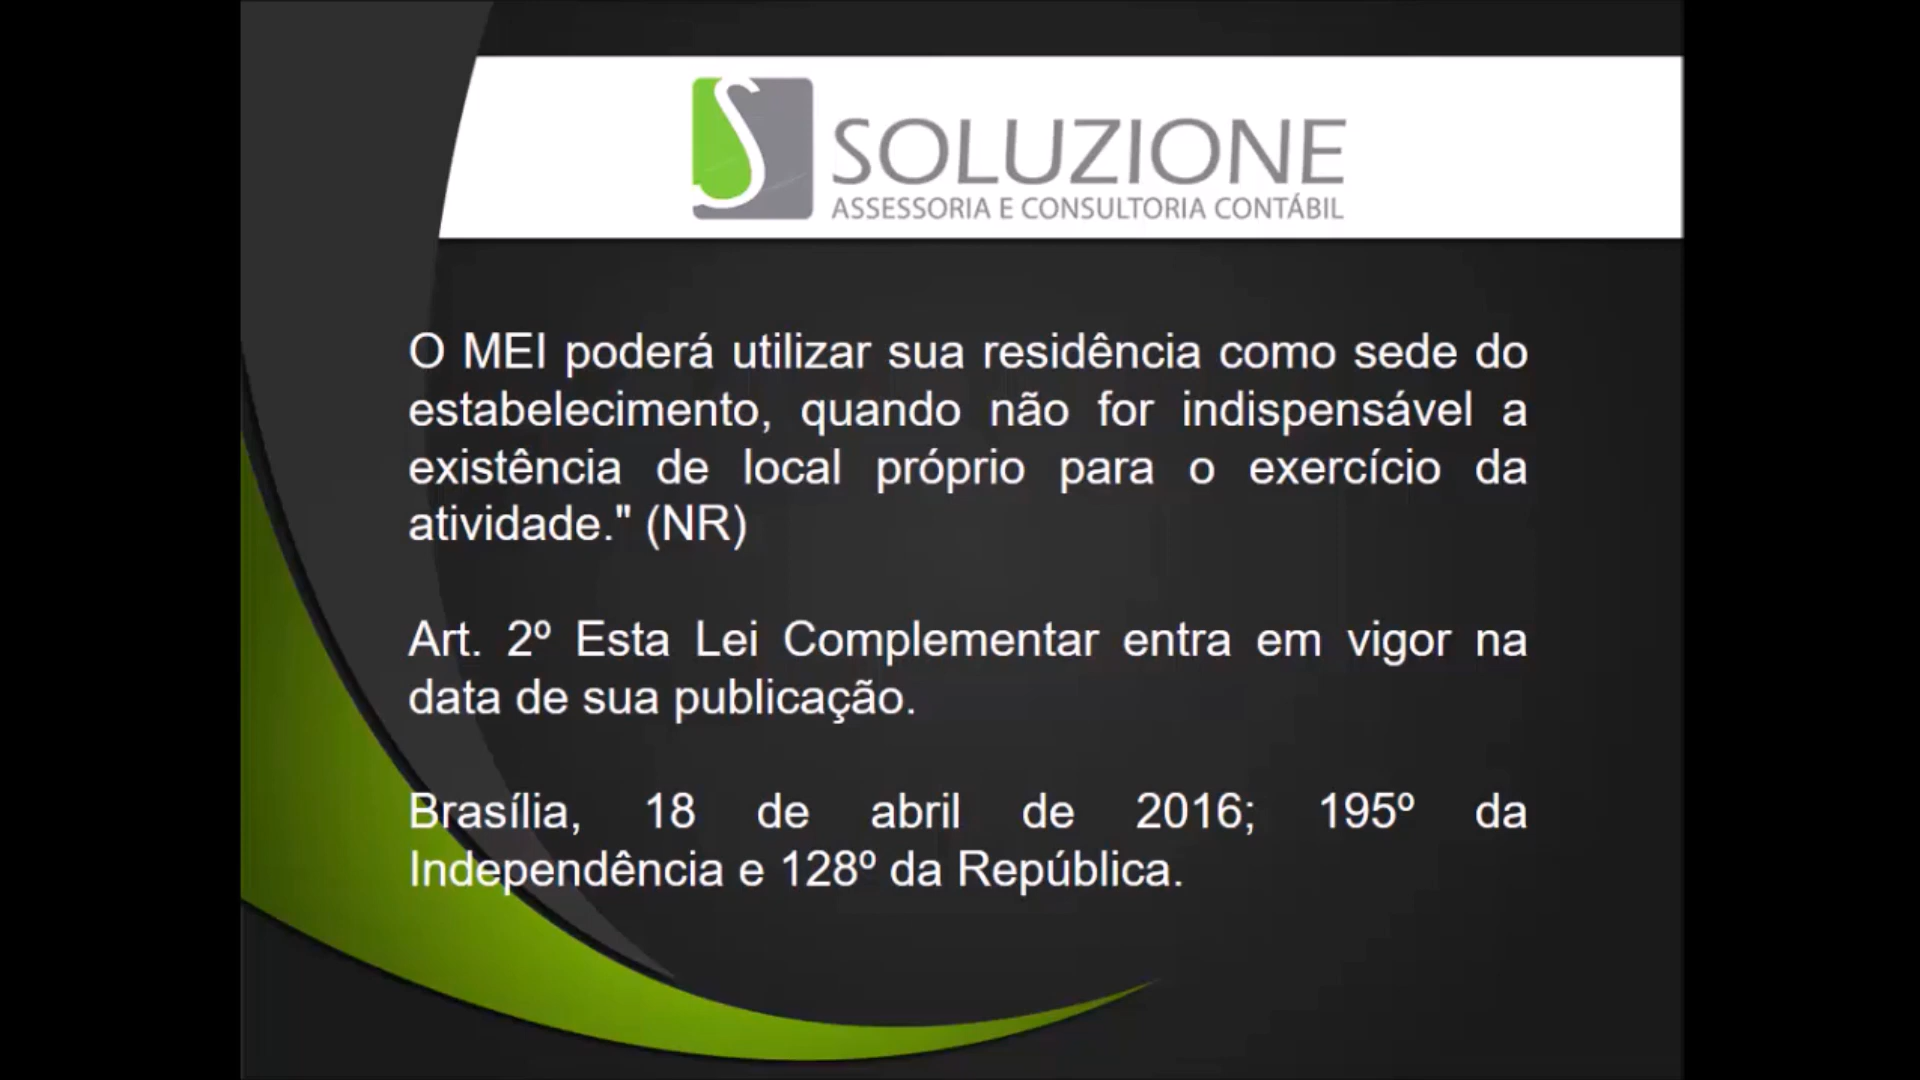 SOLUZIONE
ASSESSORIA E CONSULTORIA CONTÁBIL
O MEI poderá utilizar sua residência como sede do
estabelecimento, quando não for indispensável a
existência de local próprio para o exercício da
atividade." (NR)
Art. 2º Esta Lei Complementar entra em vigor na
data de sua publicação.
Brasília, 18 de abril de 2016; 195º da
Independência e 128º da República.